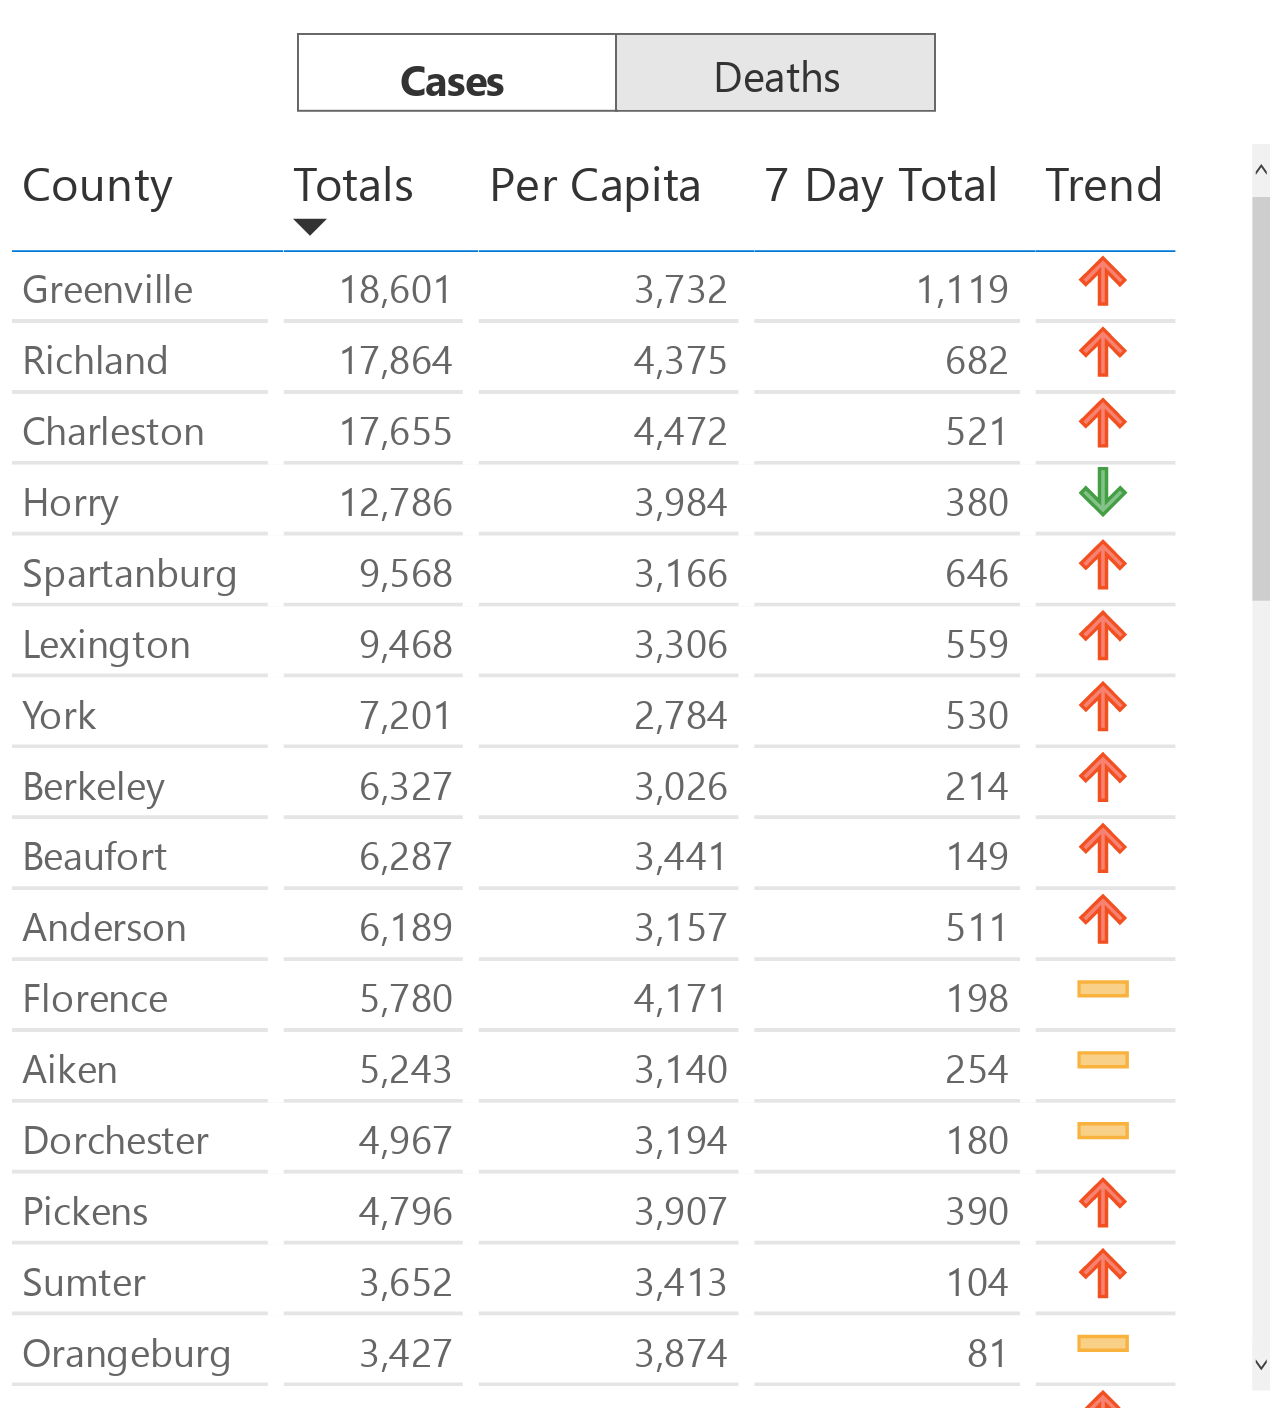 Cases Deaths
County Totals Per Capita 7 Day Total Trend
Greenville 18,601 3,732 1,119
Richland 17,864 4,375 682
Charleston 17,655 4,472 521
Horry 12,786 3,984 380
Spartanburg 9,568 3,166 646
Lexington 9,468 3,306 559
York 7,201 2,784 530
Berkeley 6,327 3,026 214
Beaufort 6,287 3,441 149
Anderson 6,189 3,157 511
Florence 5,780 4,171 198
Aiken 5,243 3,140 254
Dorchester 4,967 3,194 180
Pickens 4,796 3,907 390
Sumter 3,652 3,413 104
Orangeburg 3,427 3,874 81